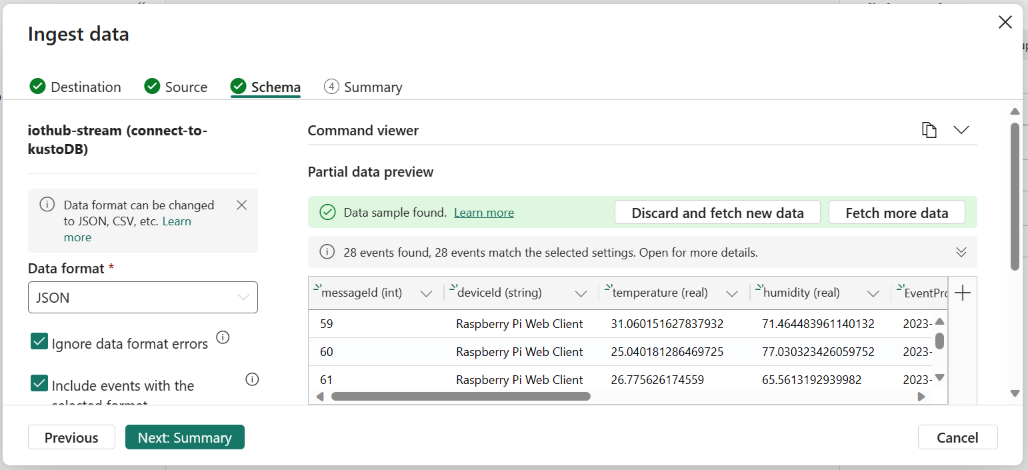 Ingest data
Destination
Source
Schema
4 Summary
iothub-stream (connect-to-
kustoDB)
Data format can be changed
to JSON, CSV, etc. Learn
more
Data format *
JSON
Ignore data format errors
Include events with the
selected format
Command viewer
Partial data preview
Data sample found. Learn more
Discard and fetch new data
Fetch more data
28 events found, 28 events match the selected settings. Open for more details.
messageId (int) deviceId (string) temperature (real) humidity (real) EventPro
59 Raspberry Pi Web Client 31.060151627837932 71.464483961140132 2023-
60 Raspberry Pi Web Client 25.040181286469725 77.030323426059752 2023-
61 Raspberry Pi Web Client 26.775626174559 65.5613192939982 2023-
Previous
Next: Summary
Cancel